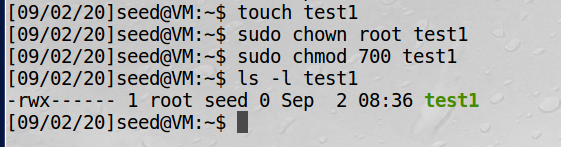 [09/02/20]seed@VM:~$ touch test1
[09/02/20]seed@VM:~$ sudo chown root test1
[09/02/20]seed@VM:~$ sudo chmod 700 test1
[09/02/20]seed@VM:~$ ls -l test1
-rwx------ 1 root seed 0 Sep  2 08:36 test1
[09/02/20]seed@VM:~$